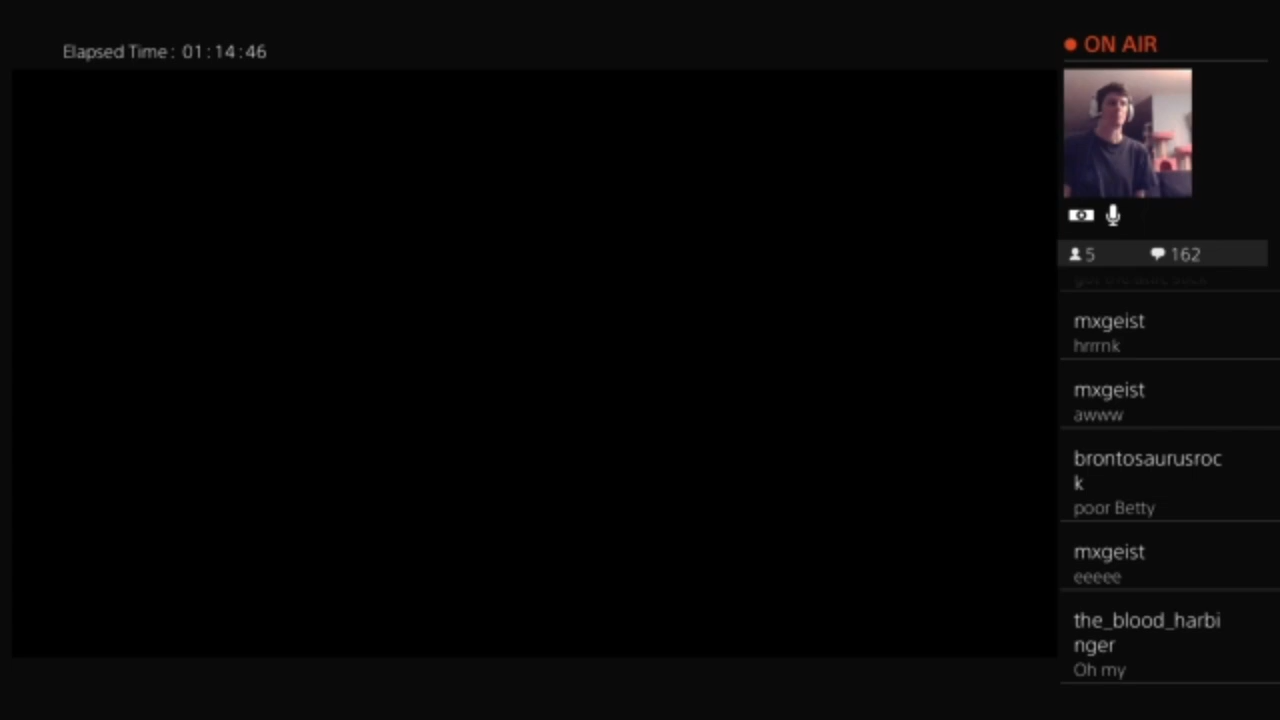 Elapsed Time: 01:14:46
ON AIR
5 162
mxgeist
hrrrnk
mxgeist
awww
brontosaurusroc
k
poor Betty
mxgeist
eeeee
the_blood_harbi
nger
Oh my